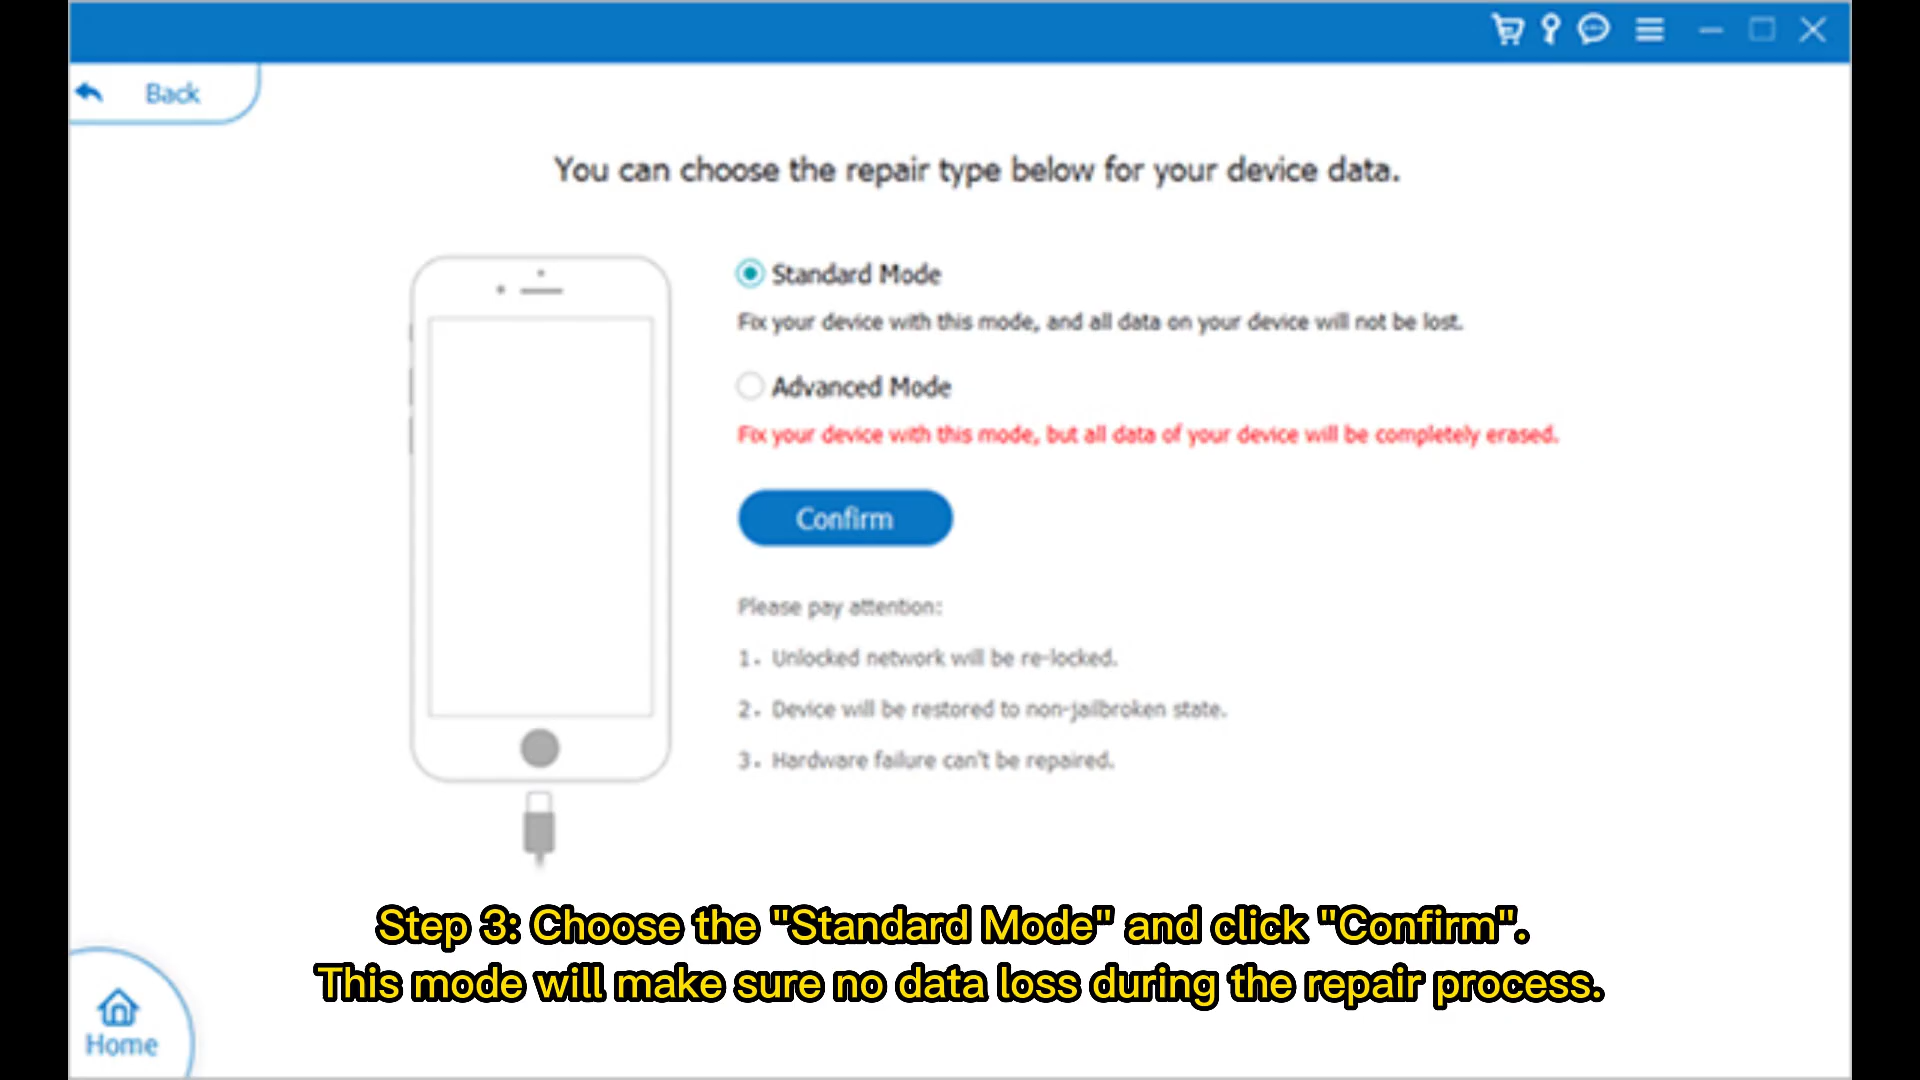 Back
You can choose the repair type below for your device data.
Standard Mode
Fix your device with this mode, and all data on your device will not be lost.
Advanced Mode
Fix your device with this mode, but all data of your device will be completely erased.
Confirm
Please pay attention:
1. Unlocked network will be re-locked.
2. Device will be restored to non-jailbroken state.
3. Hardware failure can't be repaired.
Step 3: Choose the "Standard Mode" and click "Confirm".
This mode will make sure no data loss during the repair process.
Home